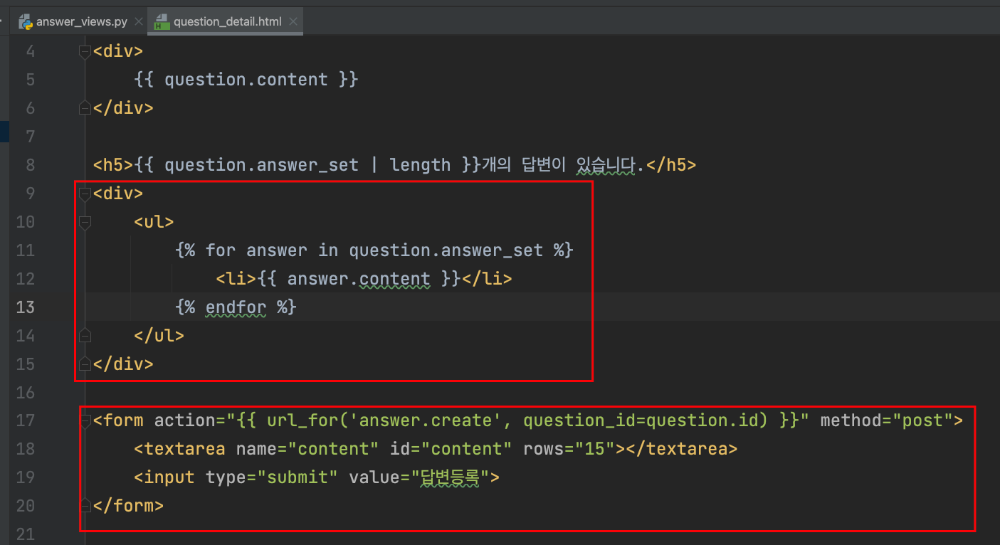 answer_views.py question_detail.html
4 <div>
5 {{ question.content }}
6 </div>
7
8 <h5>{{ question.answer_set | length }}개의 답변이 있습니다.</h5>
9 <div>
10 <ul>
11 {% for answer in question.answer_set %}
12 <li>{{ answer.content }}</li>
13 {% endfor %}
14 </ul>
15 </div>
16
17 <form action="{{ url_for('answer.create', question_id=question.id) }}" method="post">
18 <textarea name="content" id="content" rows="15"></textarea>
19 <input type="submit" value="답변등록">
20 </form>
21